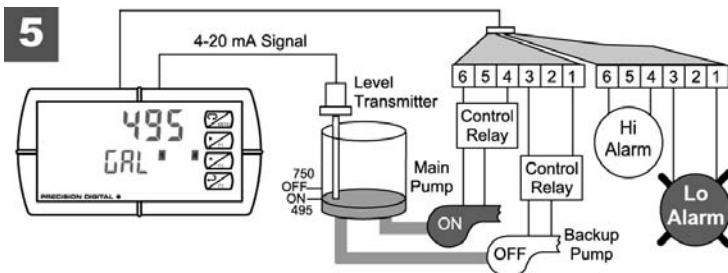 5
4-20 mA Signal
495
GAL
PRECISION DIGITAL
Level
Transmitter
750
OFF
ON
495
6 5 4 3 2 1
6 5 4 3 2 1
Control
Relay
Control
Relay
Hi
Alarm
Lo
Alarm
Main
Pump
ON
OFF
Backup
Pump